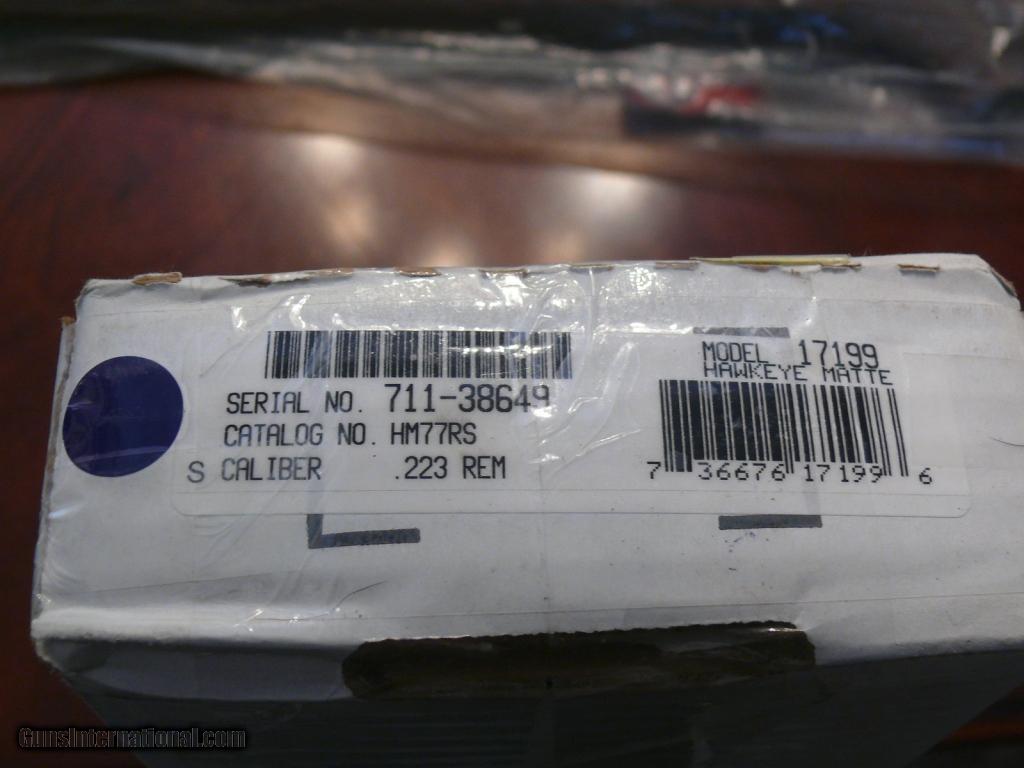 SERIAL NO. 711-38649
CATALOG NO. HM77RS
S CALIBER .223 REM
MODEL 17199
HAWKEYE MATTE
7 36676 17199 6
GunsInternational.com